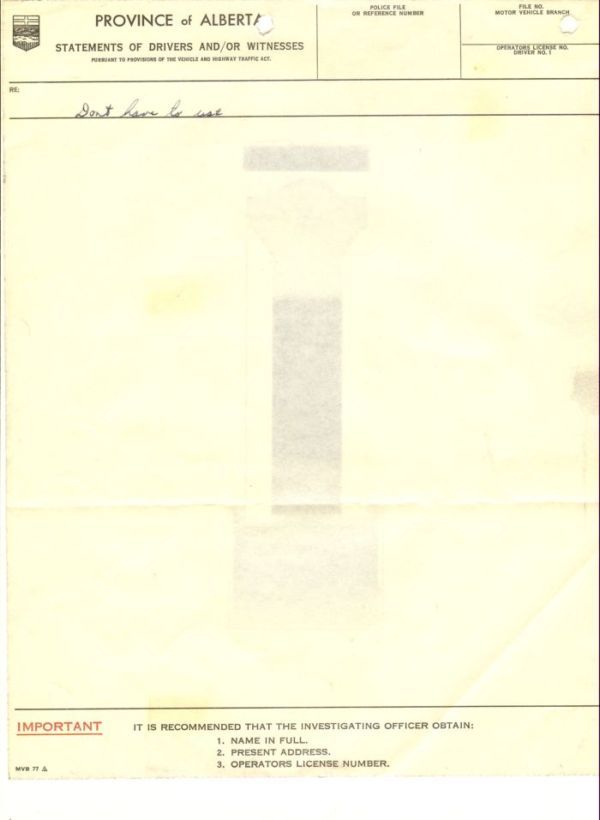 PROVINCE of ALBERTA
STATEMENTS OF DRIVERS AND/OR WITNESSES
PURSUANT TO PROVISIONS OF THE VEHICLE AND HIGHWAY TRAFFIC ACT.
POLICE FILE
OR REFERENCE NUMBER
FILE NO.
MOTOR VEHICLE BRANCH
OPERATORS LICENSE NO.
DRIVER NO. 1
RE:
Dont have to use
IMPORTANT IT IS RECOMMENDED THAT THE INVESTIGATING OFFICER OBTAIN:
1. NAME IN FULL.
2. PRESENT ADDRESS.
3. OPERATORS LICENSE NUMBER.
MVB 77